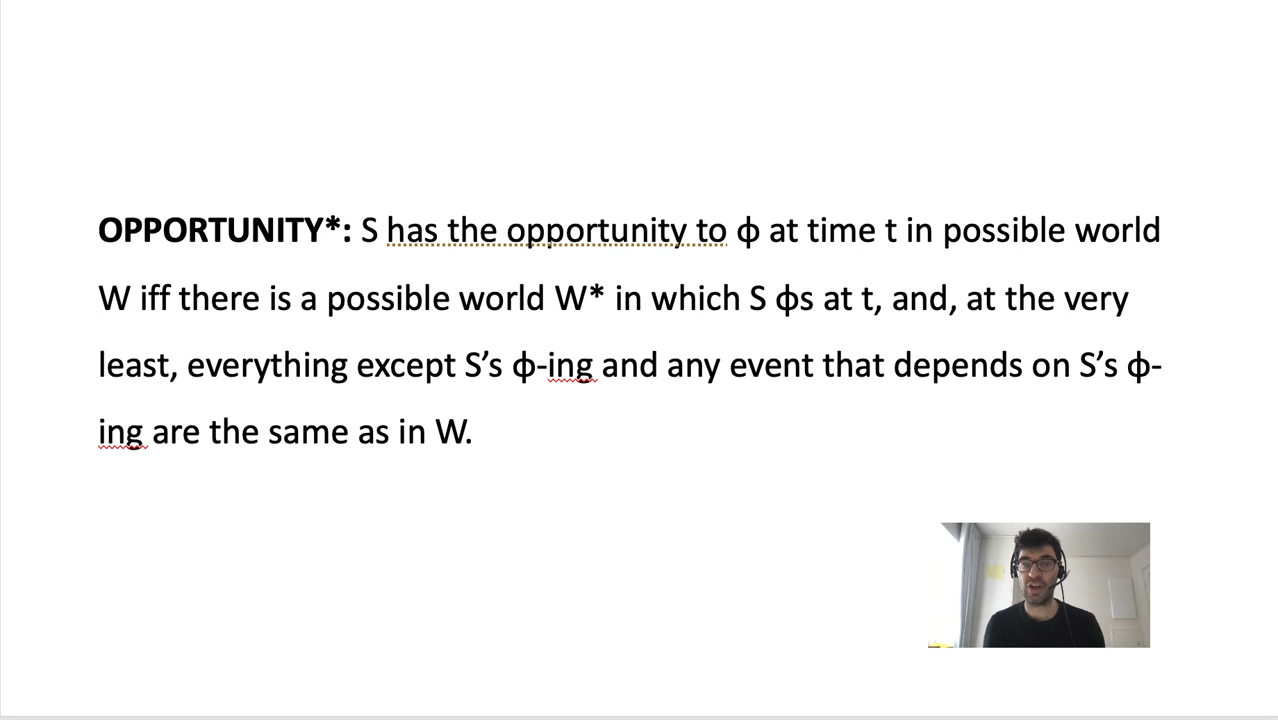 OPPORTUNITY*: S has the opportunity to ϕ at time t in possible world
W iff there is a possible world W* in which S ϕs at t, and, at the very
least, everything except S’s ϕ-ing and any event that depends on S’s ϕ-
ing are the same as in W.